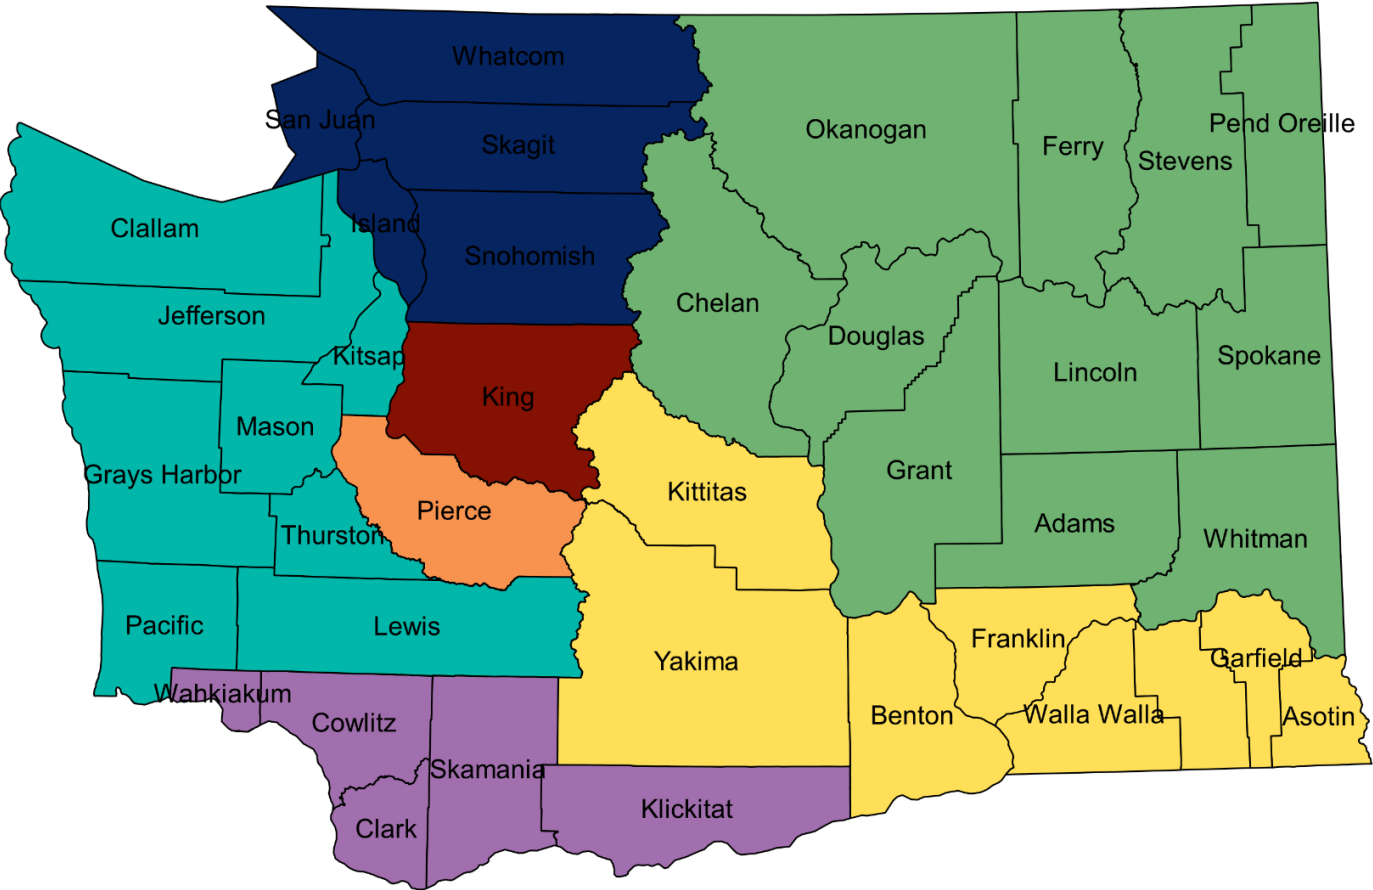 Whatcom
San Juan
Skagit
Okanogan
Ferry
Stevens
Pend Oreille
Clallam
Island
Snohomish
Chelan
Jefferson
Kitsap
Douglas
Lincoln
Spokane
King
Mason
Grays Harbor
Grant
Kittitas
Pierce
Thurston
Adams
Whitman
Pacific
Lewis
Franklin
Yakima
Garfield
Wahkiakum
Cowlitz
Benton
Walla Walla
Asotin
Skamania
Klickitat
Clark